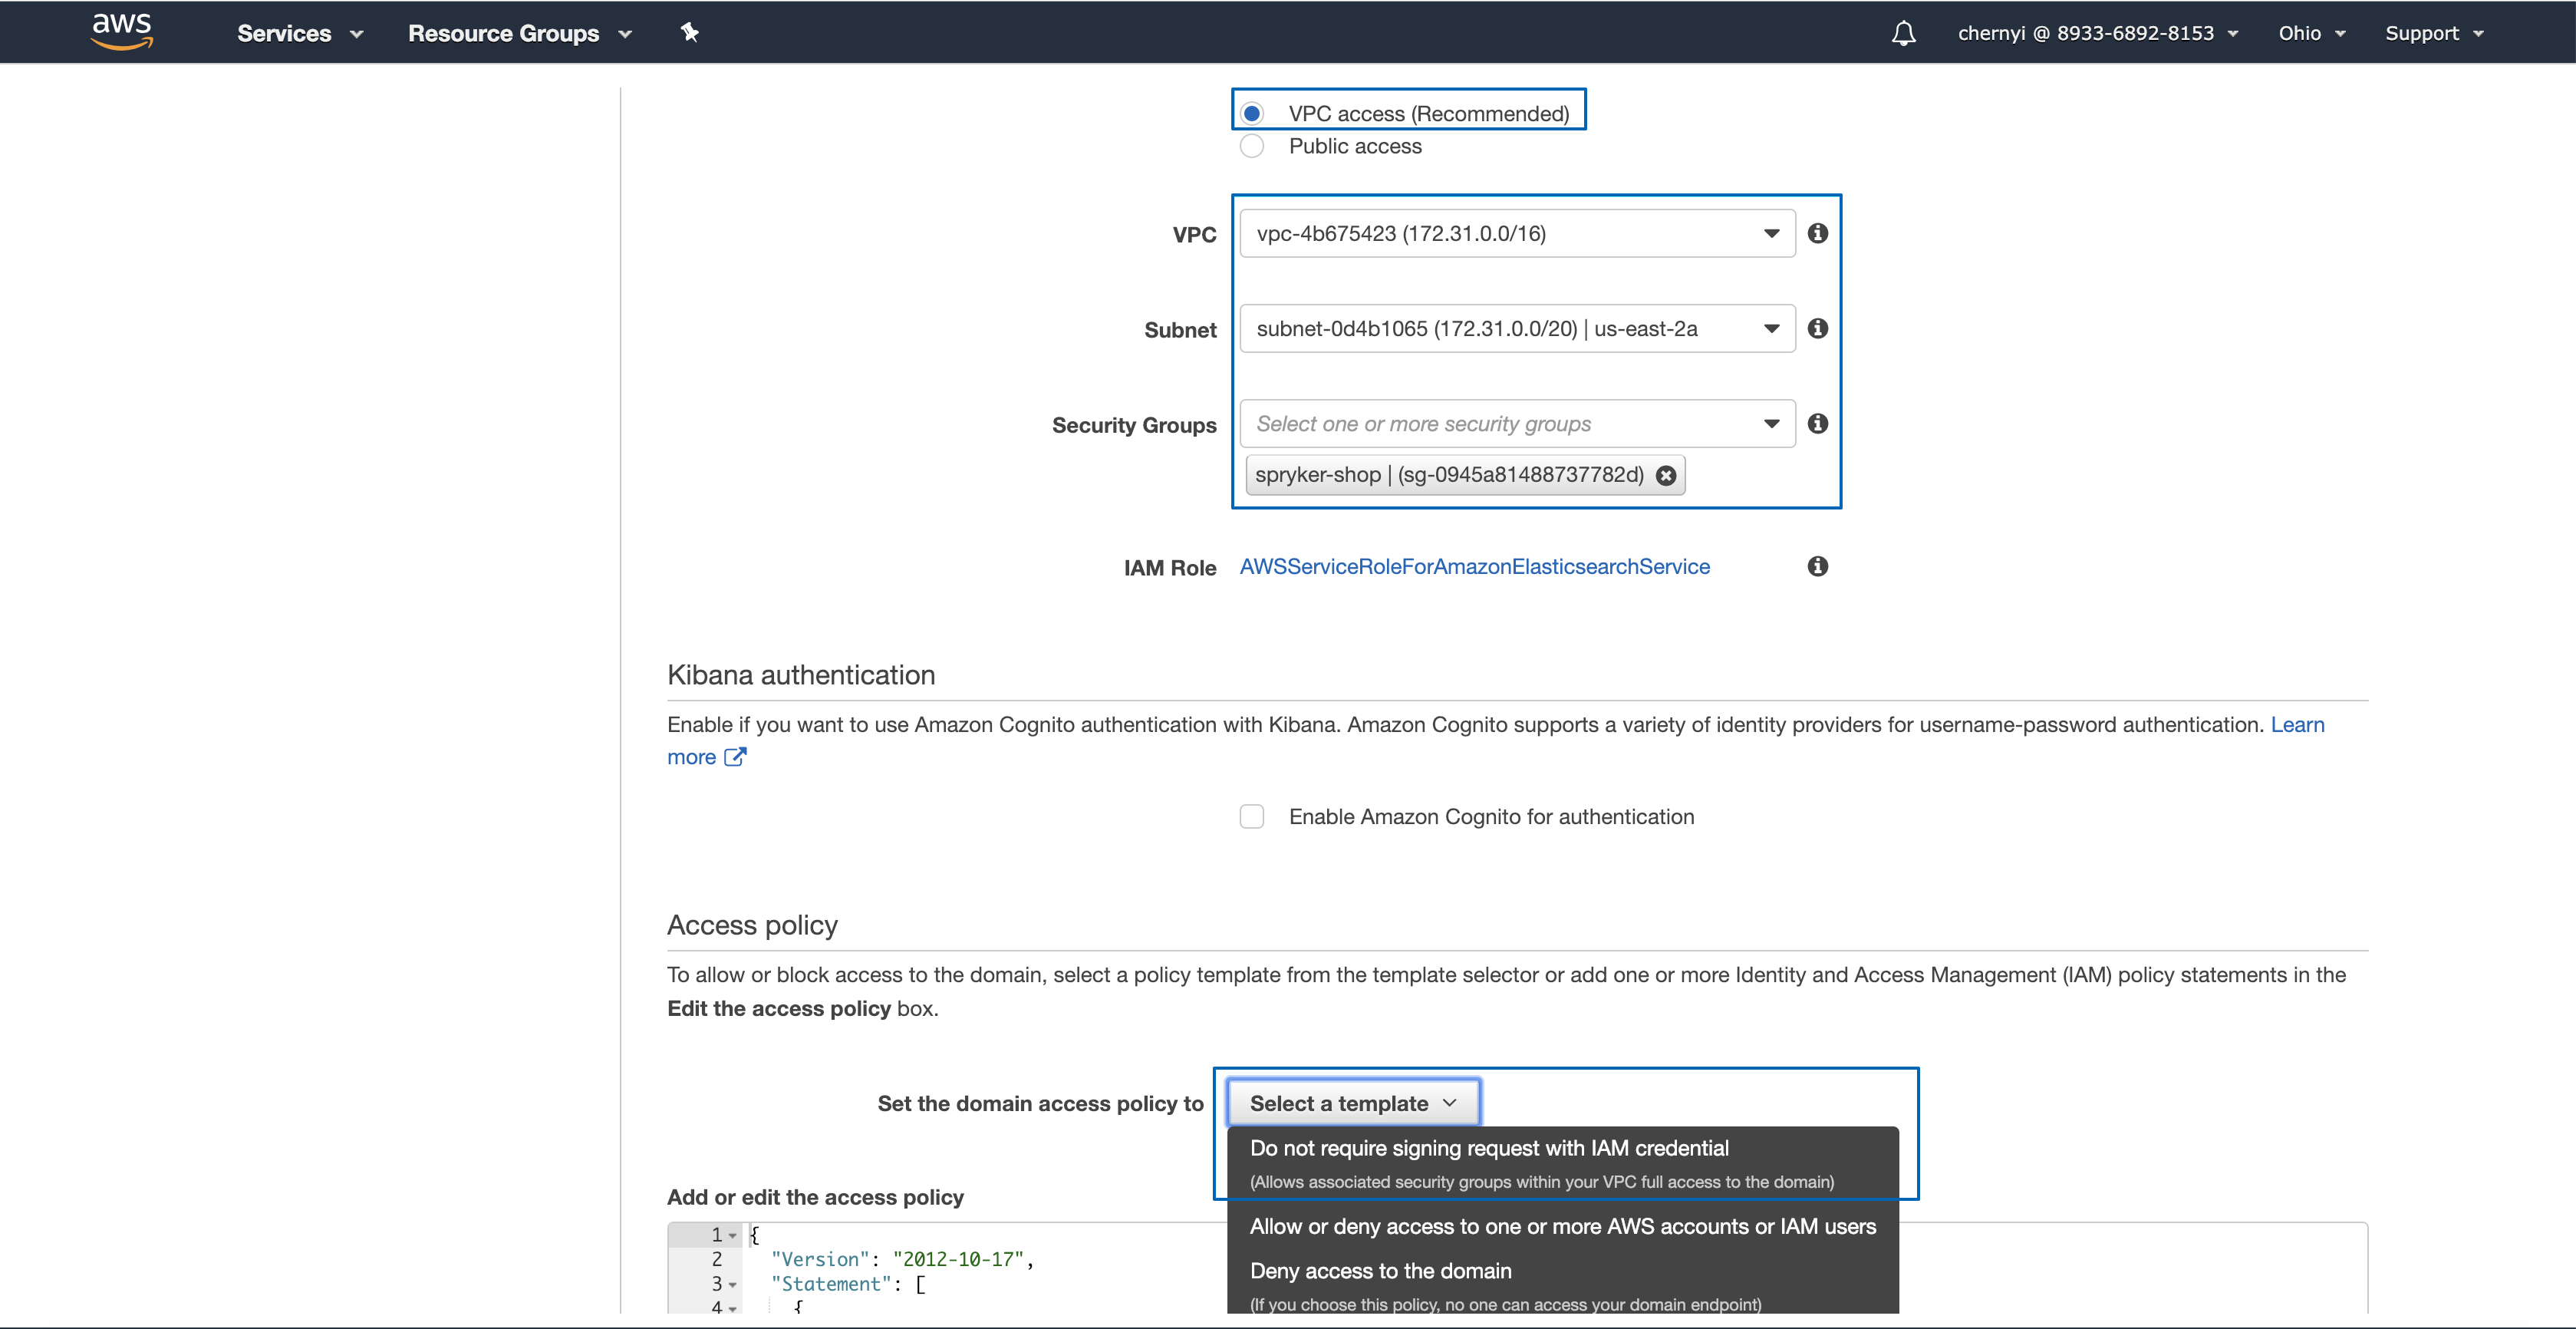 aws Services Resource Groups chernyi @ 8933-6892-8153 Ohio Support
VPC access (Recommended)
Public access
VPC vpc-4b675423 (172.31.0.0/16)
Subnet subnet-0d4b1065 (172.31.0.0/20) | us-east-2a
Security Groups Select one or more security groups
spryker-shop | (sg-0945a81488737782d)
IAM Role AWSServiceRoleForAmazonElasticsearchService
Kibana authentication
Enable if you want to use Amazon Cognito authentication with Kibana. Amazon Cognito supports a variety of identity providers for username-password authentication. Learn
more
Enable Amazon Cognito for authentication
Access policy
To allow or block access to the domain, select a policy template from the template selector or add one or more Identity and Access Management (IAM) policy statements in the
Edit the access policy box.
Set the domain access policy to Select a template
Do not require signing request with IAM credential
(Allows associated security groups within your VPC full access to the domain)
Allow or deny access to one or more AWS accounts or IAM users
Deny access to the domain
(If you choose this policy, no one can access your domain endpoint)
Add or edit the access policy
1 {
2 "Version": "2012-10-17",
3 "Statement": [
4 {